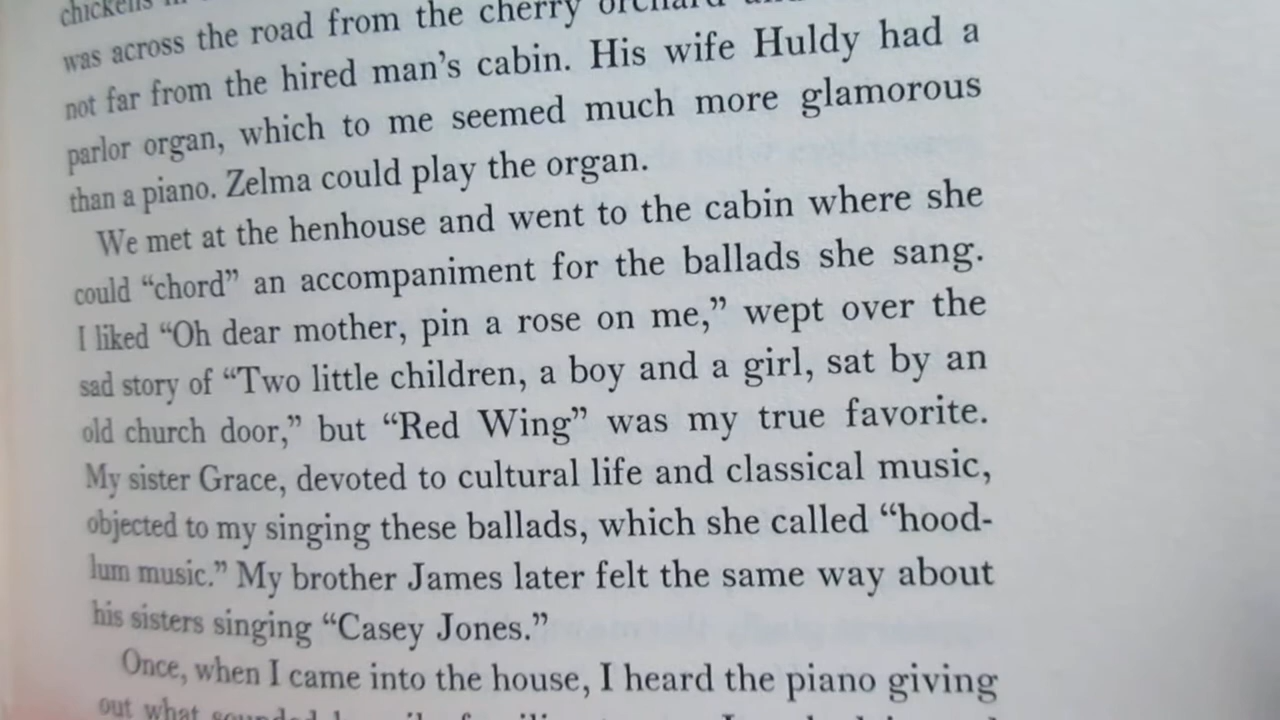 chickens in
was across the road from the cherry orchard
not far from the hired man's cabin. His wife Huldy had a
parlor organ, which to me seemed much more glamorous
than a piano. Zelma could play the organ.
We met at the henhouse and went to the cabin where she
could “chord” an accompaniment for the ballads she sang.
I liked “Oh dear mother, pin a rose on me,” wept over the
sad story of “Two little children, a boy and a girl, sat by an
old church door,” but “Red Wing” was my true favorite.
My sister Grace, devoted to cultural life and classical music,
objected to my singing these ballads, which she called “hood-
lum music.” My brother James later felt the same way about
his sisters singing “Casey Jones.”
Once, when I came into the house, I heard the piano giving
out what sounded